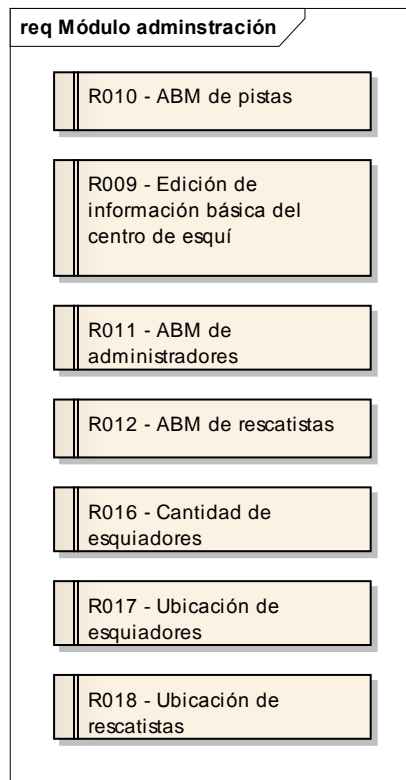 req Módulo adminstración
R010 - ABM de pistas
R009 - Edición de
información básica del
centro de esquí
R011 - ABM de
administradores
R012 - ABM de rescatistas
R016 - Cantidad de
esquiadores
R017 - Ubicación de
esquiadores
R018 - Ubicación de
rescatistas